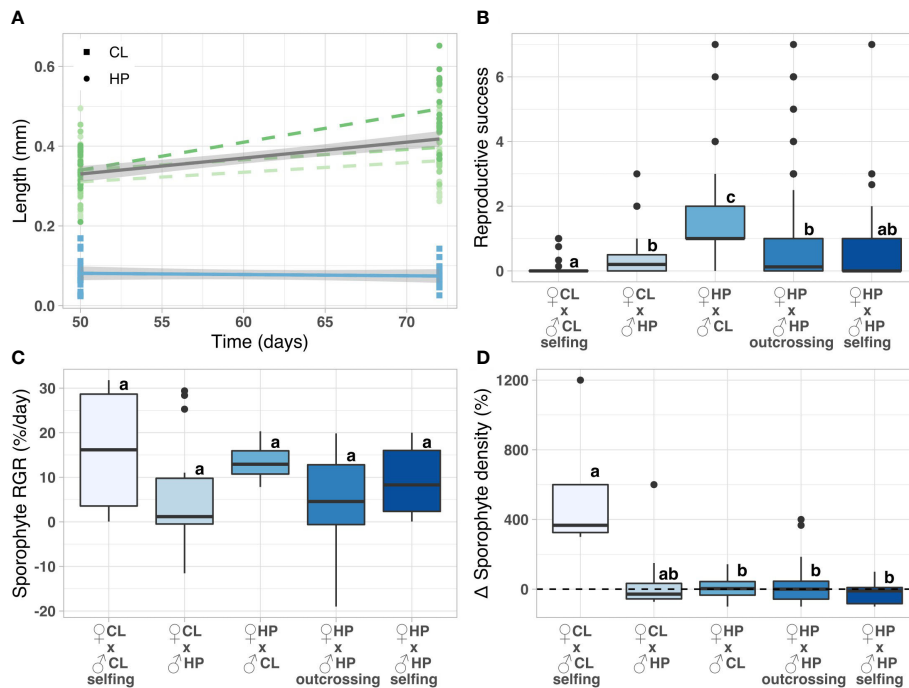 A
CL
HP
Length (mm)
0.6
0.4
0.2
0.0
50
55
60
65
70
Time (days)
B
Reproductive success
6
4
2
0
a
b
c
b
ab
♀CL ♀CL ♀HP ♀HP ♀HP
x x x x x
♂CL ♂HP ♂CL ♂HP ♂HP
selfing outcrossing selfing
C
Sporophyte RGR (%/day)
30
20
10
0
-20
a
a
a
a
a
♀CL ♀CL ♀HP ♀HP ♀HP
x x x x x
♂CL ♂HP ♂CL ♂HP ♂HP
selfing outcrossing selfing
D
Δ Sporophyte density (%)
1200
800
400
0
a
ab
b
b
b
♀CL ♀CL ♀HP ♀HP ♀HP
x x x x x
♂CL ♂HP ♂CL ♂HP ♂HP
selfing outcrossing selfing